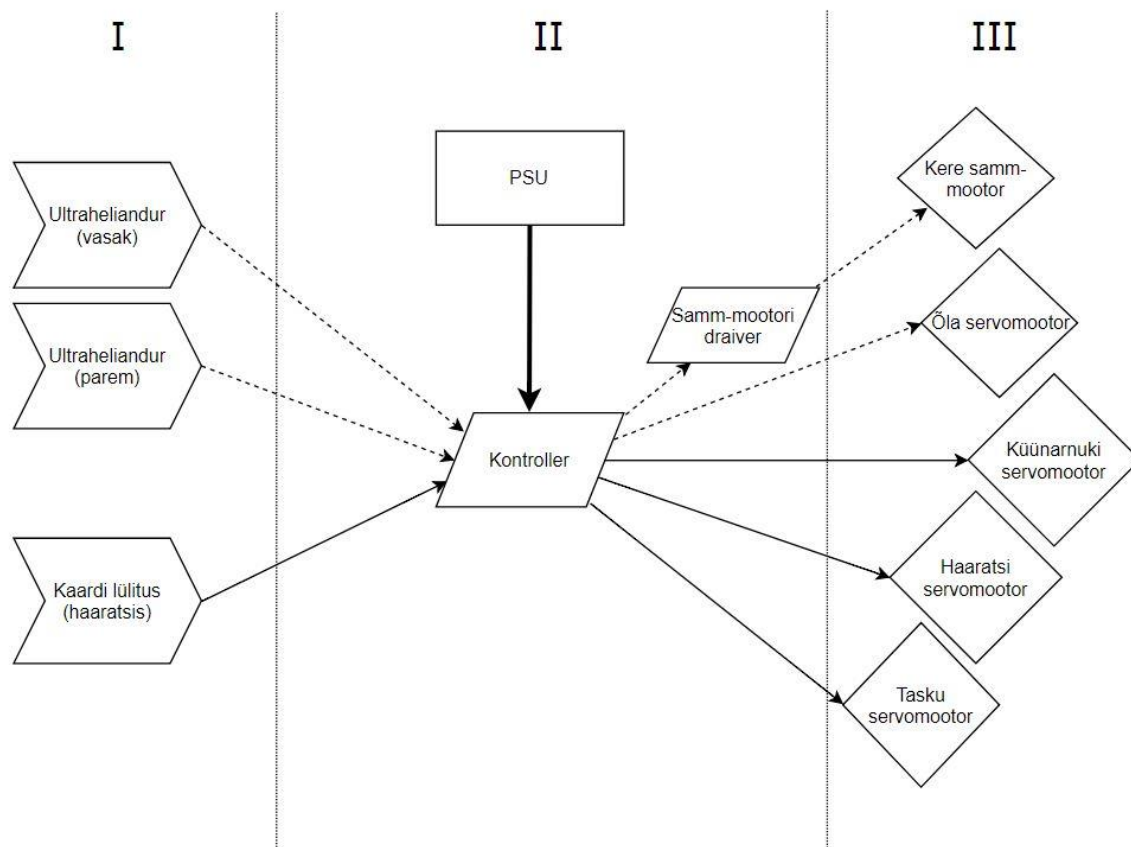 I
II
III
Ultraheliandur
(vasak)
Ultraheliandur
(parem)
Kaardi lülitus
(haaratsis)
PSU
Samm-mootori
draiver
Kontroller
Kere samm-
mootor
Õla servomootor
Küünarnuki
servomootor
Haaratsi
servomootor
Tasku
servomootor